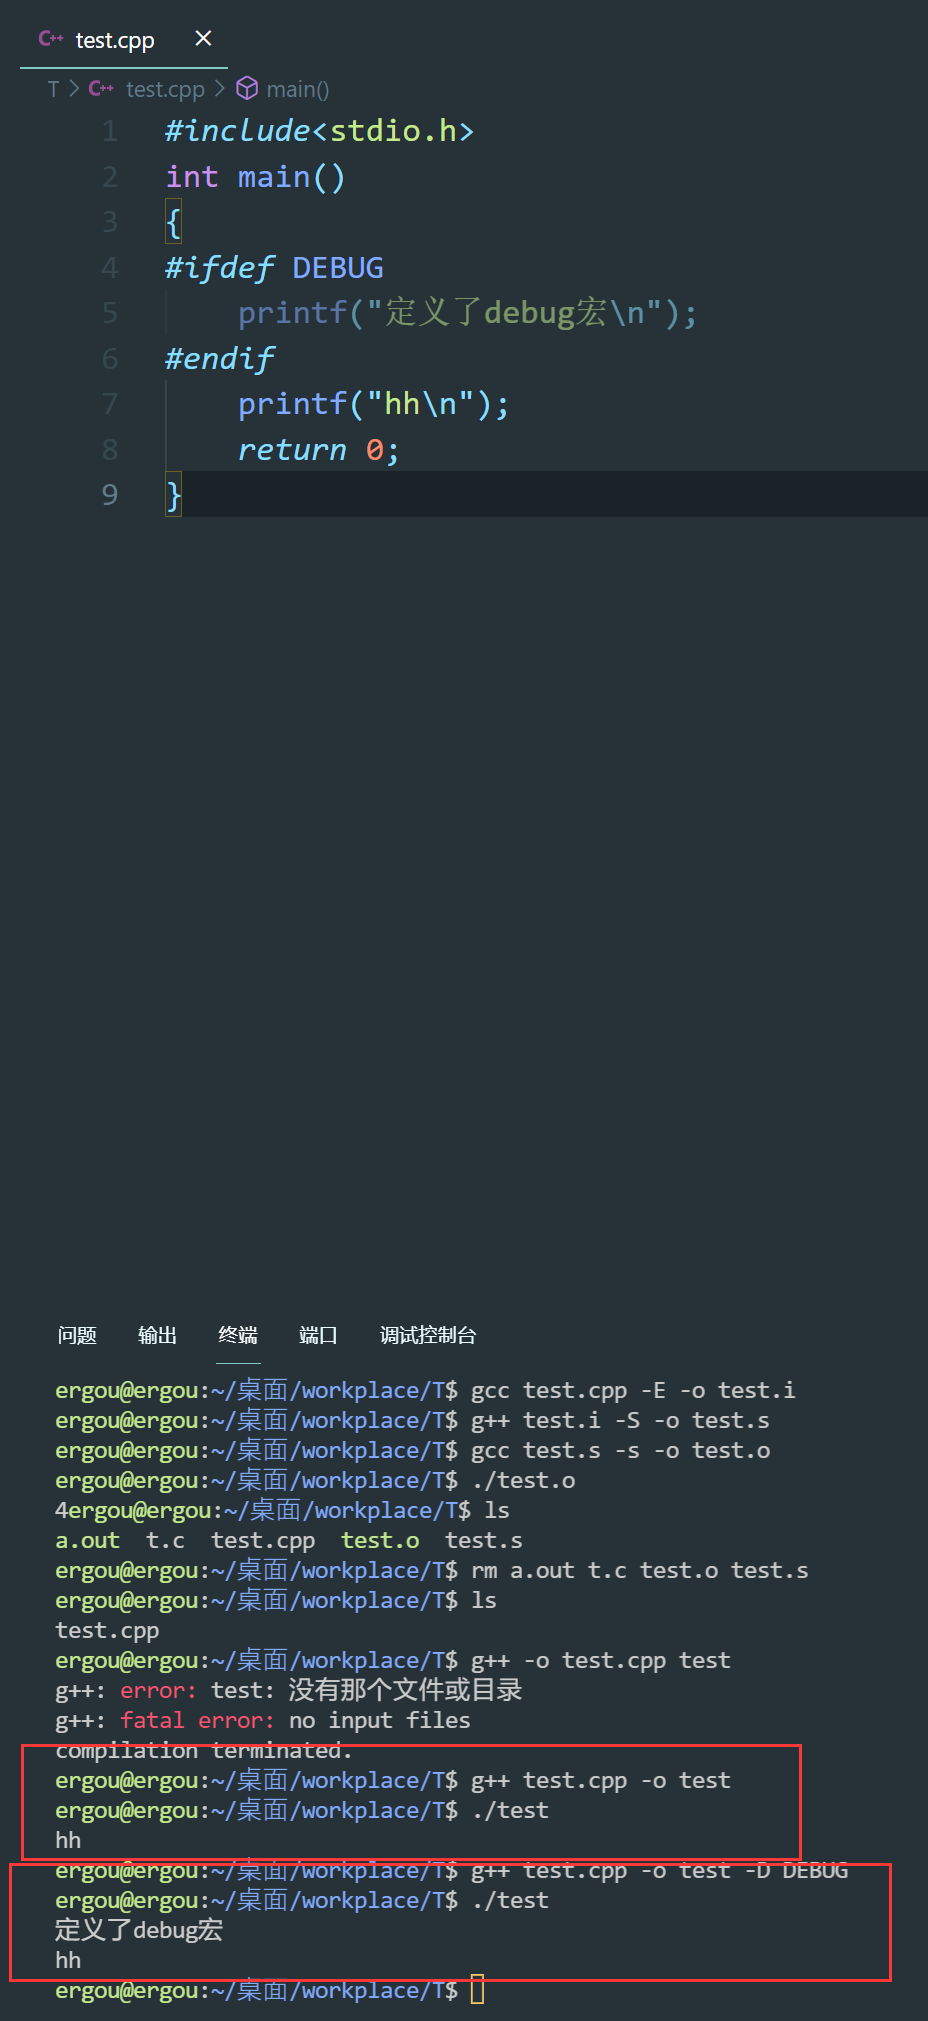 C++ test.cpp ×
T > C++ test.cpp > main()
1 #include<stdio.h>
2 int main()
3 {
4 #ifdef DEBUG
5     printf("定义了debug宏\n");
6 #endif
7     printf("hh\n");
8     return 0;
9 }
问题 输出 终端 端口 调试控制台
ergou@ergou:~/桌面/workplace/T$ gcc test.cpp -E -o test.i
ergou@ergou:~/桌面/workplace/T$ g++ test.i -S -o test.s
ergou@ergou:~/桌面/workplace/T$ gcc test.s -s -o test.o
ergou@ergou:~/桌面/workplace/T$ ./test.o
4ergou@ergou:~/桌面/workplace/T$ ls
a.out  t.c  test.cpp  test.o  test.s
ergou@ergou:~/桌面/workplace/T$ rm a.out t.c test.o test.s
ergou@ergou:~/桌面/workplace/T$ ls
test.cpp
ergou@ergou:~/桌面/workplace/T$ g++ -o test.cpp test
g++: error: test: 没有那个文件或目录
g++: fatal error: no input files
compilation terminated.
ergou@ergou:~/桌面/workplace/T$ g++ test.cpp -o test
ergou@ergou:~/桌面/workplace/T$ ./test
hh
ergou@ergou:~/桌面/workplace/T$ g++ test.cpp -o test -D DEBUG
ergou@ergou:~/桌面/workplace/T$ ./test
定义了debug宏
hh
ergou@ergou:~/桌面/workplace/T$